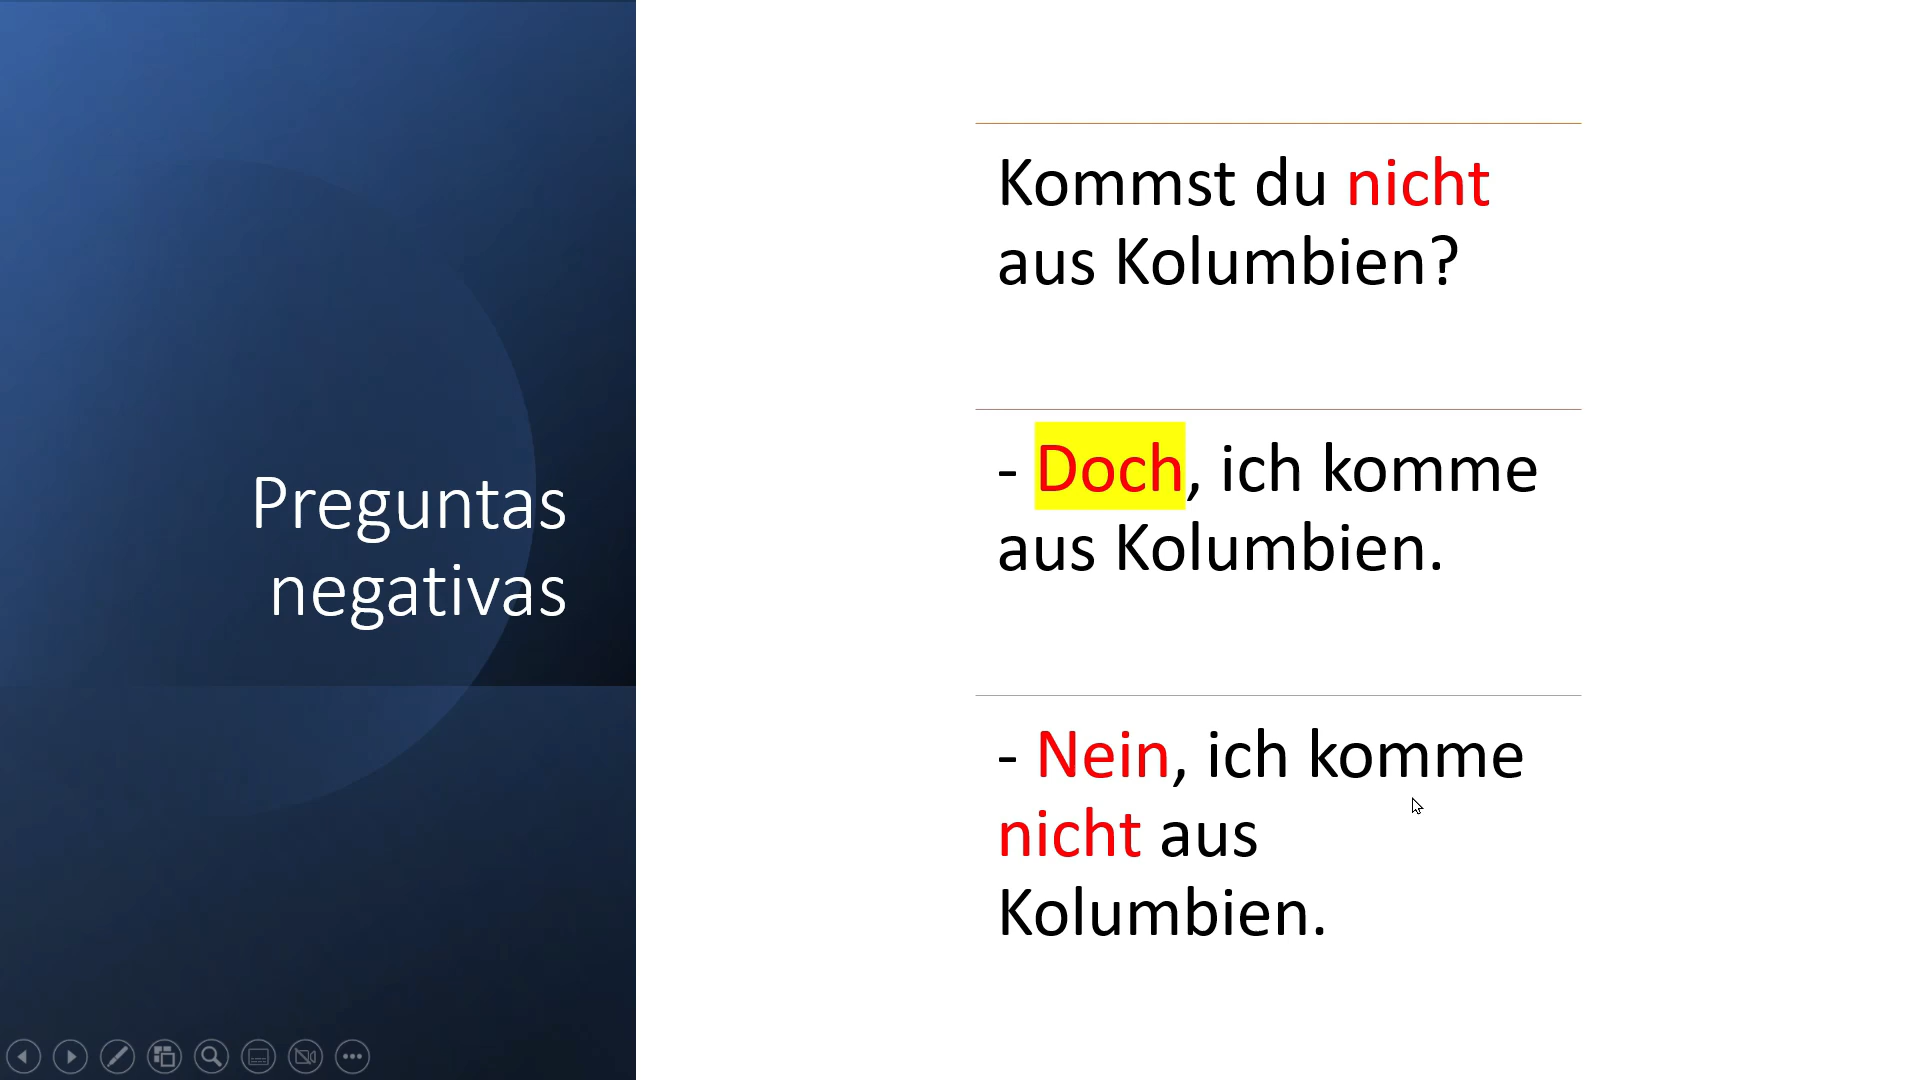 Preguntas
negativas
Kommst du nicht
aus Kolumbien?
- Doch, ich komme
aus Kolumbien.
- Nein, ich komme
nicht aus
Kolumbien.